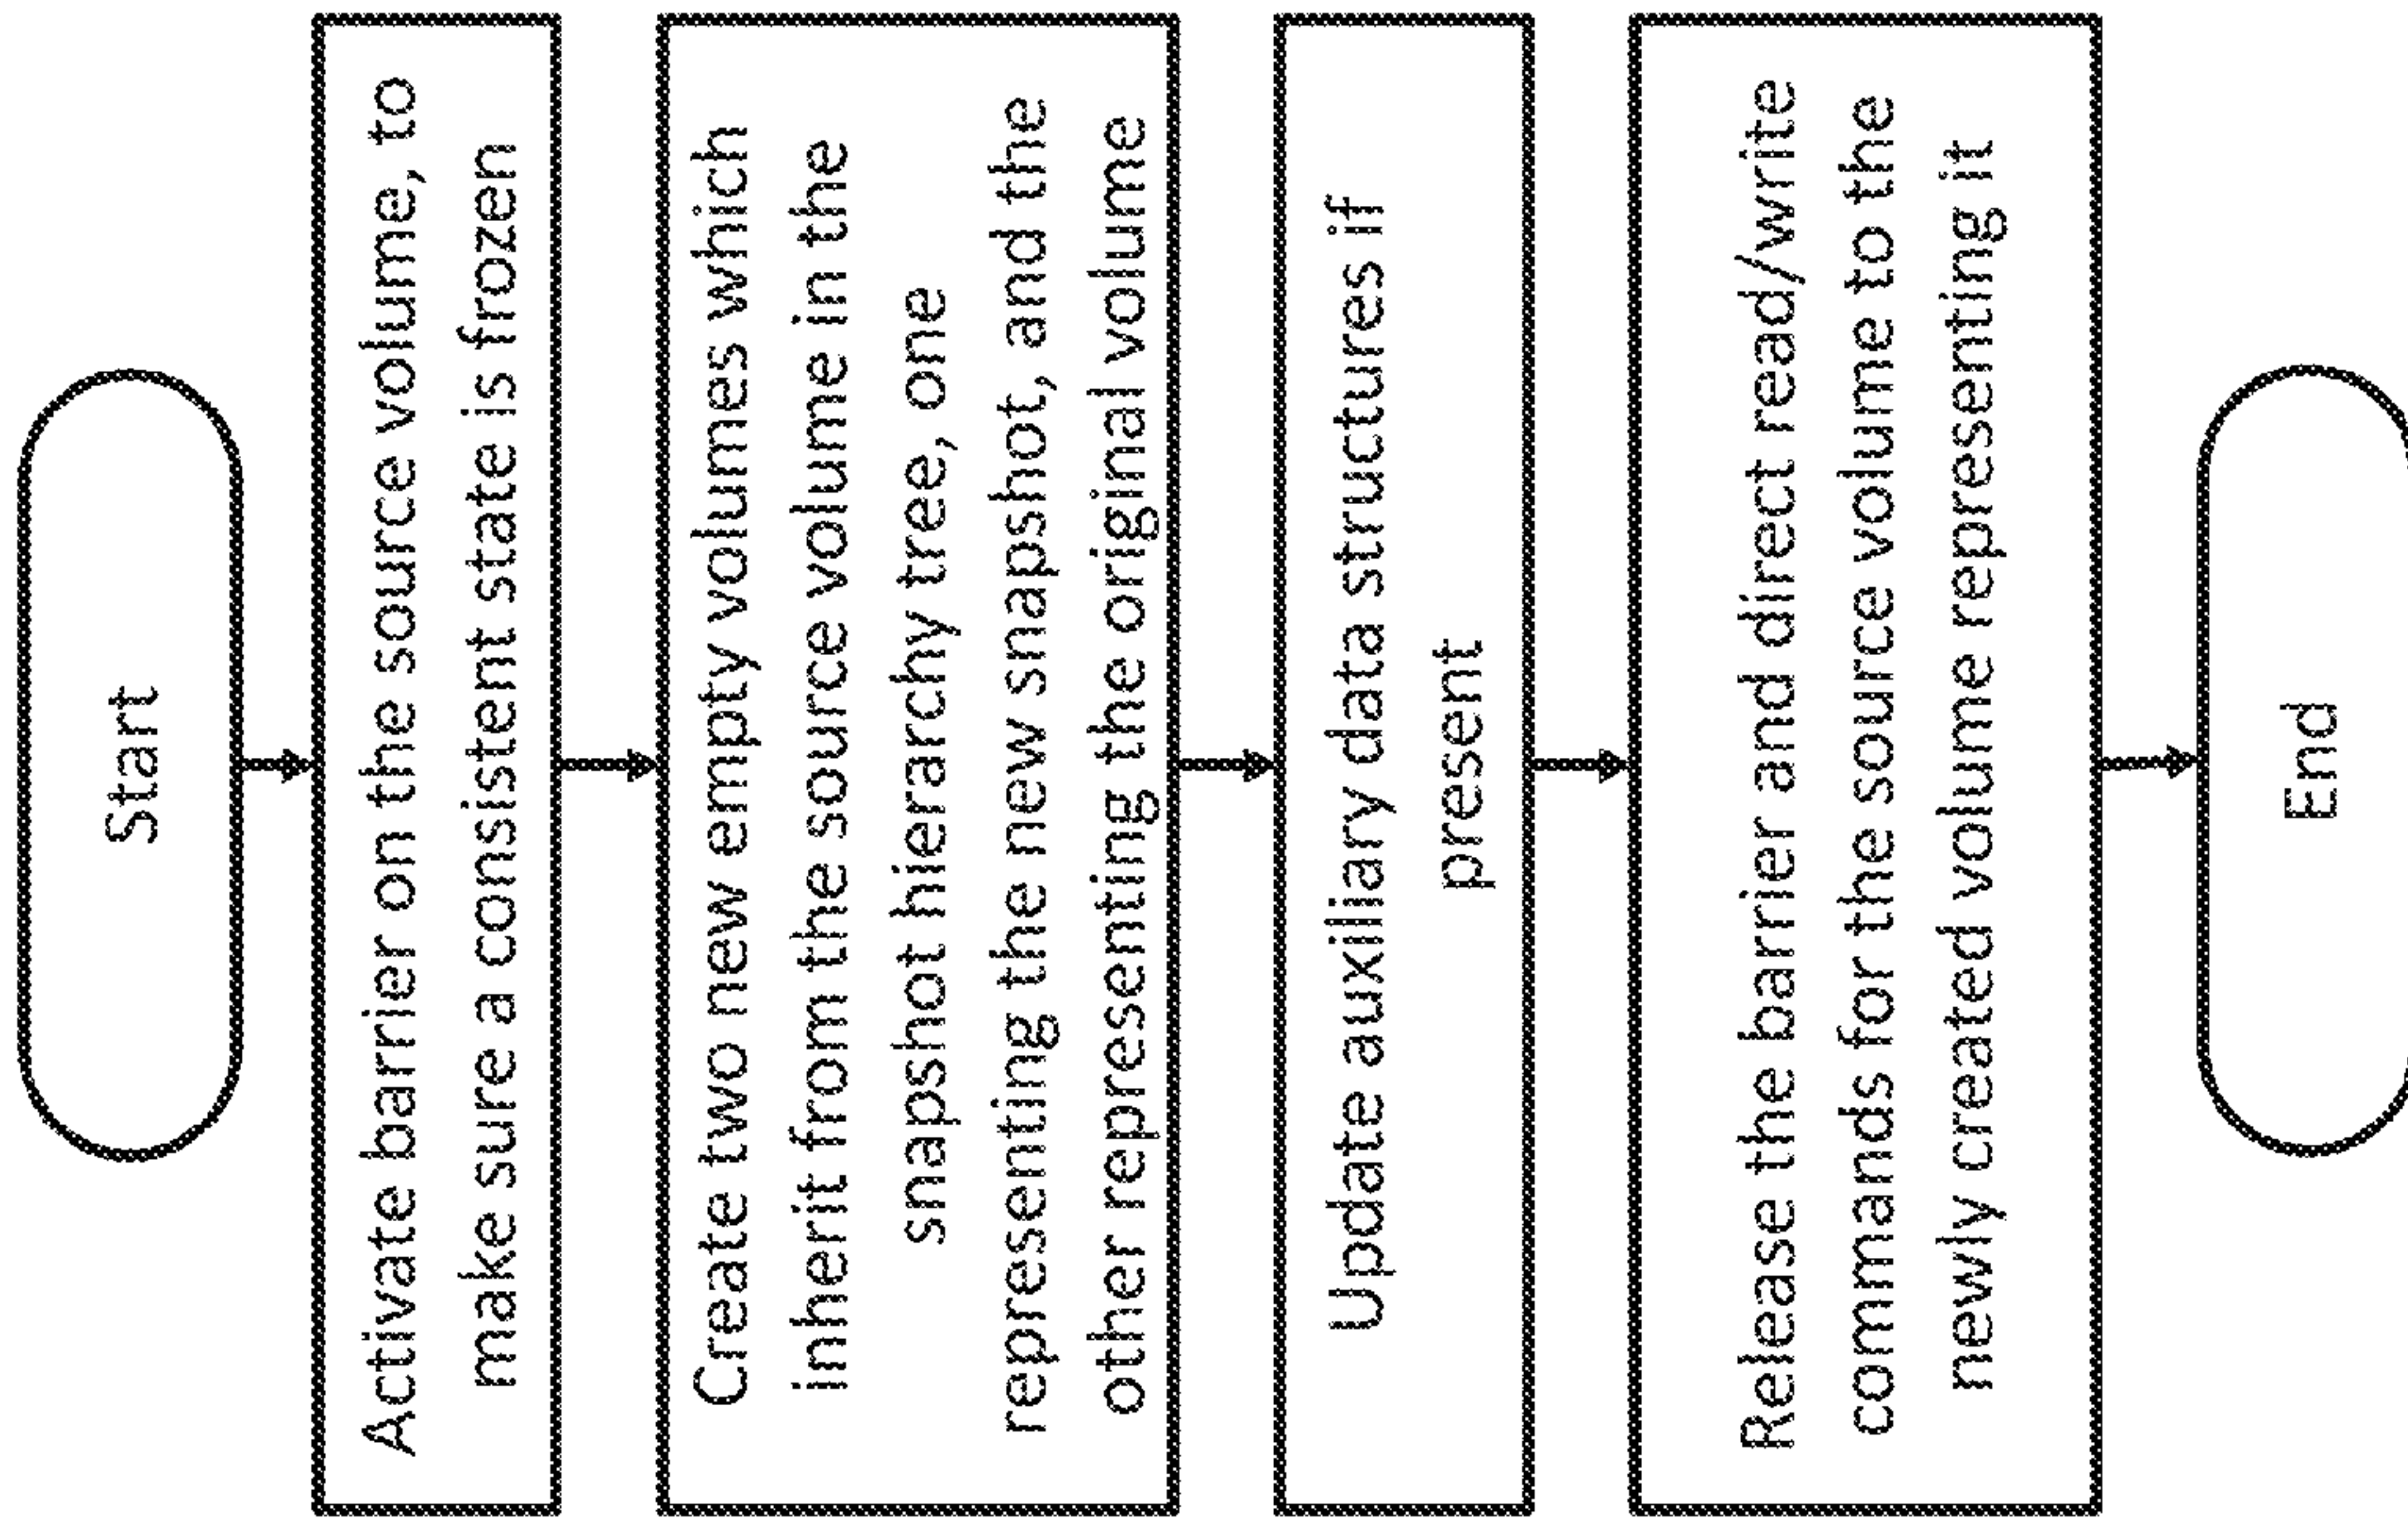 Start
Activate barrier on the source volume, to
make sure a consistent state is frozen
Create two new empty volumes which
inherit from the source volume in the
snapshot hierarchy tree, one
representing the new snapshot, and the
other representing the original volume
Update auxiliary data structures if
present
Release the barrier and direct read/write
commands for the source volume to the
newly created volume representing it
End